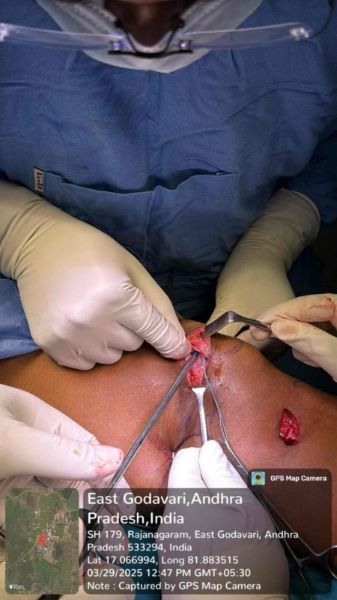 GPS Map Camera
East Godavari,Andhra
Pradesh,India
SH 179, Rajanagaram, East Godavari, Andhra
Pradesh 533294, India
Lat 17.066994, Long 81.883515
03/29/2025 12:47 PM GMT+05:30
Note : Captured by GPS Map Camera